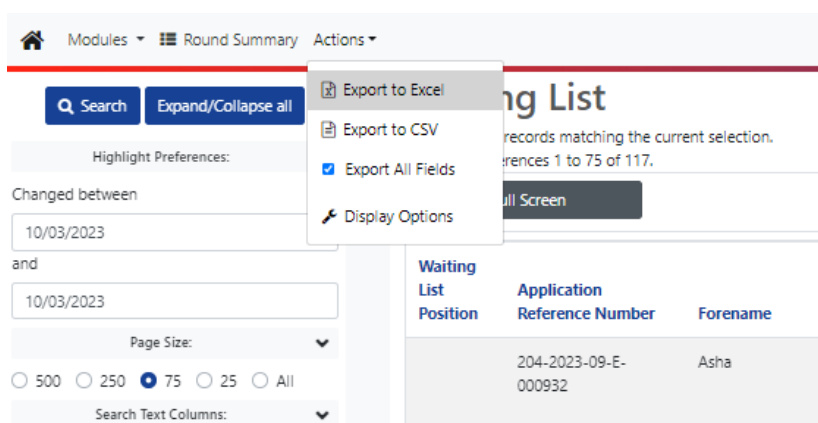 Modules Round Summary Actions
Search Expand/Collapse all
Highlight Preferences:
Changed between
10/03/2023
and
10/03/2023
Page Size:
500 250 75 25 All
Search Text Columns:
Export to Excel
Export to CSV
Export All Fields
Display Options
ng List
records matching the current selection.
erences 1 to 75 of 117.
ull Screen
Waiting
List
Position
Application
Reference Number
Forename
204-2023-09-E-
000932
Asha